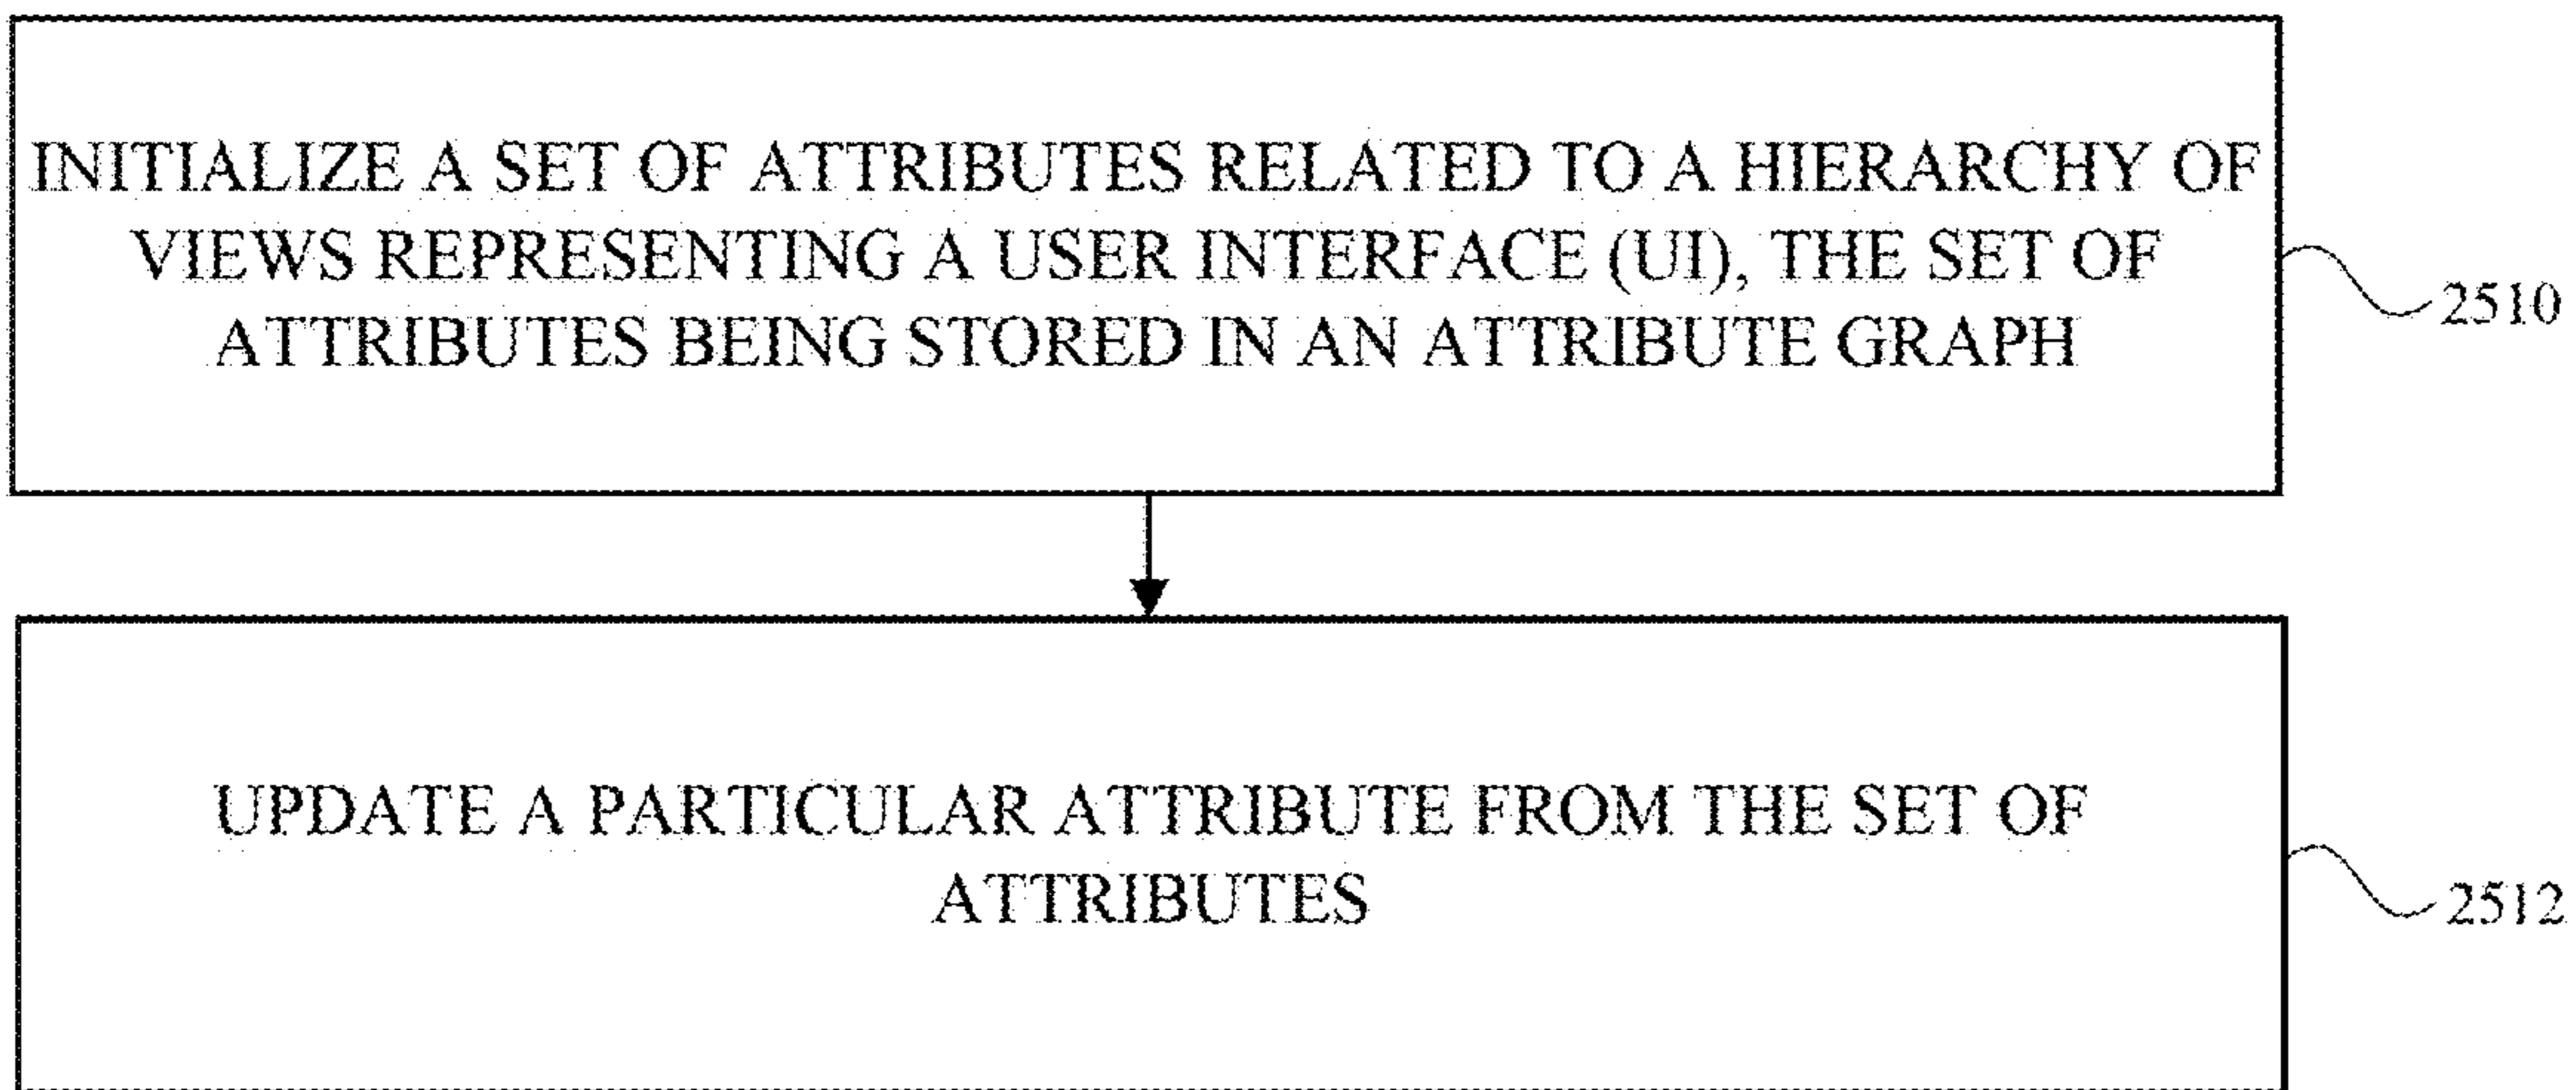 INITIALIZE A SET OF ATTRIBUTES RELATED TO A HIERARCHY OF
VIEWS REPRESENTING A USER INTERFACE (UI), THE SET OF
ATTRIBUTES BEING STORED IN AN ATTRIBUTE GRAPH
2510
UPDATE A PARTICULAR ATTRIBUTE FROM THE SET OF
ATTRIBUTES
2512